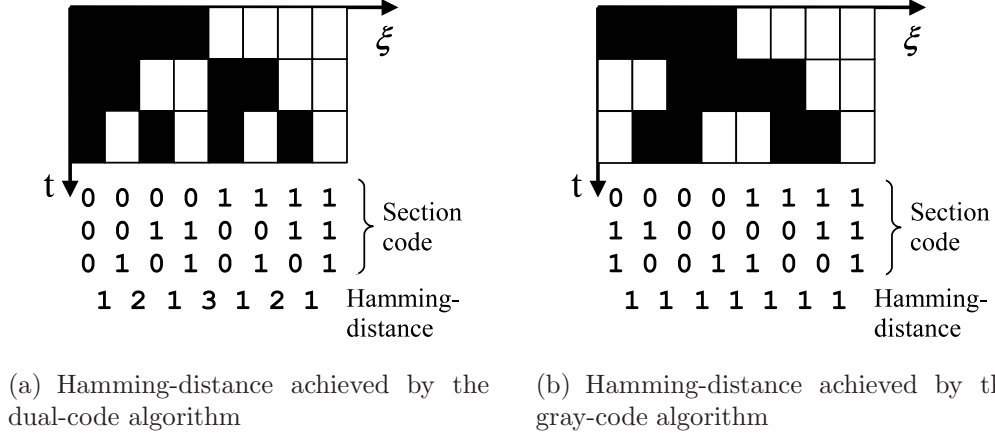 ξ
t
0 0 0 0 1 1 1 1
0 0 1 1 0 0 1 1
0 1 0 1 0 1 0 1
Section
code
1 2 1 3 1 2 1
Hamming-
distance
(a) Hamming-distance achieved by the
dual-code algorithm
ξ
t
0 0 0 0 1 1 1 1
1 1 0 0 0 0 1 1
1 0 0 1 1 0 0 1
Section
code
1 1 1 1 1 1 1
Hamming-
distance
(b) Hamming-distance achieved by th
gray-code algorithm